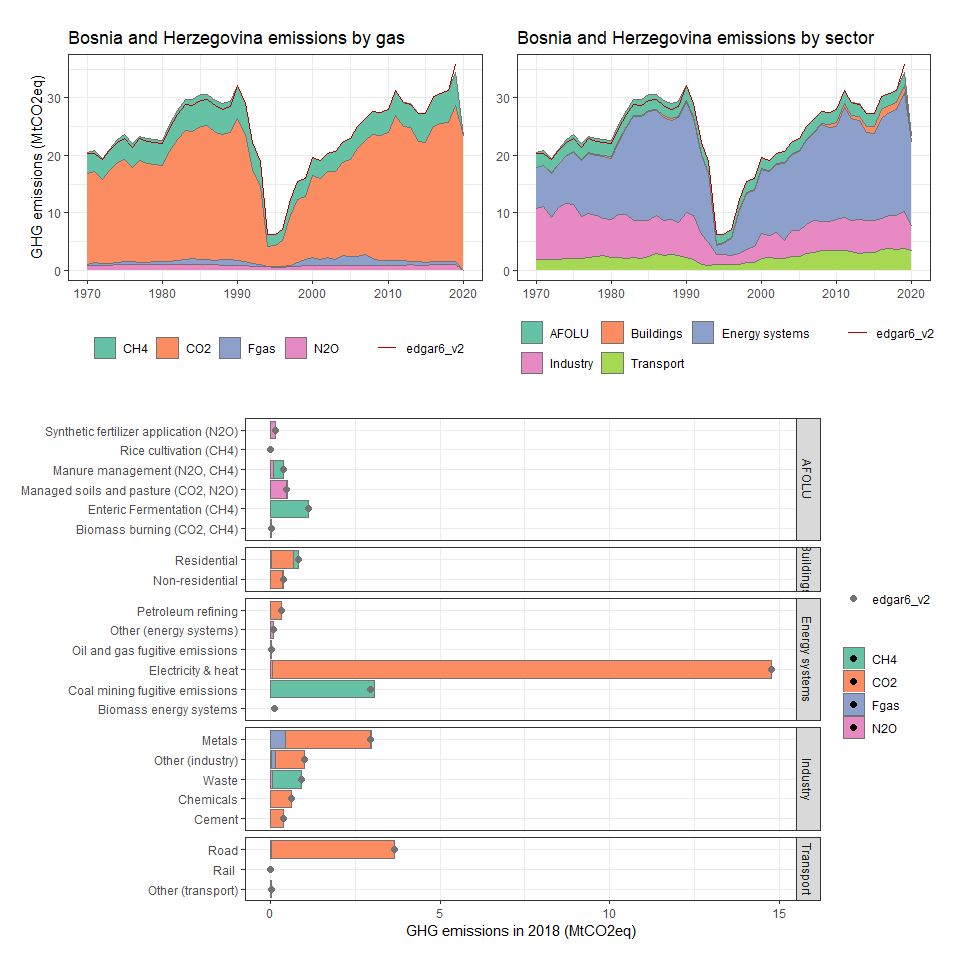 Bosnia and Herzegovina emissions by gas
GHG emissions (MtCO2eq)
30
20
10
0
1970 1980 1990 2000 2010 2020
CH4 CO2 Fgas N2O edgar6_v2
Bosnia and Herzegovina emissions by sector
30
20
10
0
1970 1980 1990 2000 2010 2020
AFOLU Buildings Energy systems edgar6_v2
Industry Transport
Synthetic fertilizer application (N2O)
Rice cultivation (CH4)
Manure management (N2O, CH4)
Managed soils and pasture (CO2, N2O)
Enteric Fermentation (CH4)
Biomass burning (CO2, CH4)
AFOLU
Residential
Non-residential
Buildings
Petroleum refining
Other (energy systems)
Oil and gas fugitive emissions
Electricity & heat
Coal mining fugitive emissions
Biomass energy systems
Energy systems
Metals
Other (industry)
Waste
Chemicals
Cement
Industry
Road
Rail
Other (transport)
Transport
0 5 10 15
GHG emissions in 2018 (MtCO2eq)
edgar6_v2
CH4
CO2
Fgas
N2O